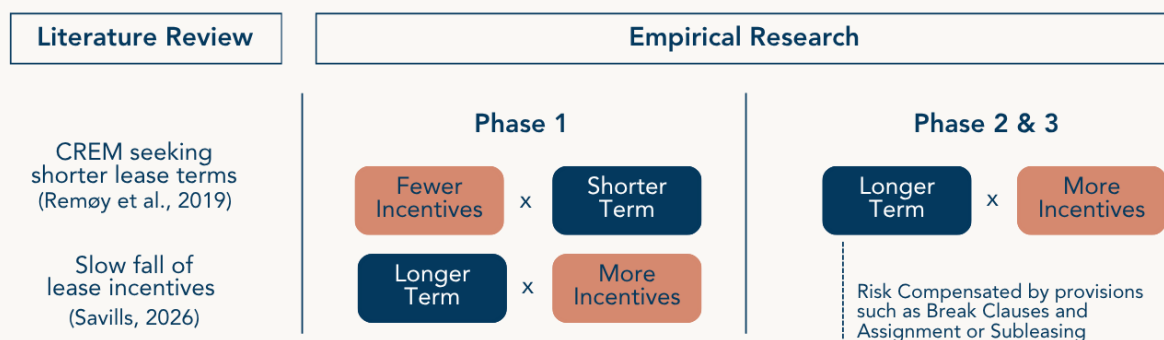 Literature Review
Empirical Research
CREM seeking
shorter lease terms
(Remøy et al., 2019)
Slow fall of
lease incentives
(Savills, 2026)
Phase 1
Fewer
Incentives
x
Shorter
Term
Longer
Term
x
More
Incentives
Phase 2 & 3
Longer
Term
x
More
Incentives
Risk Compensated by provisions
such as Break Clauses and
Assignment or Subleasing